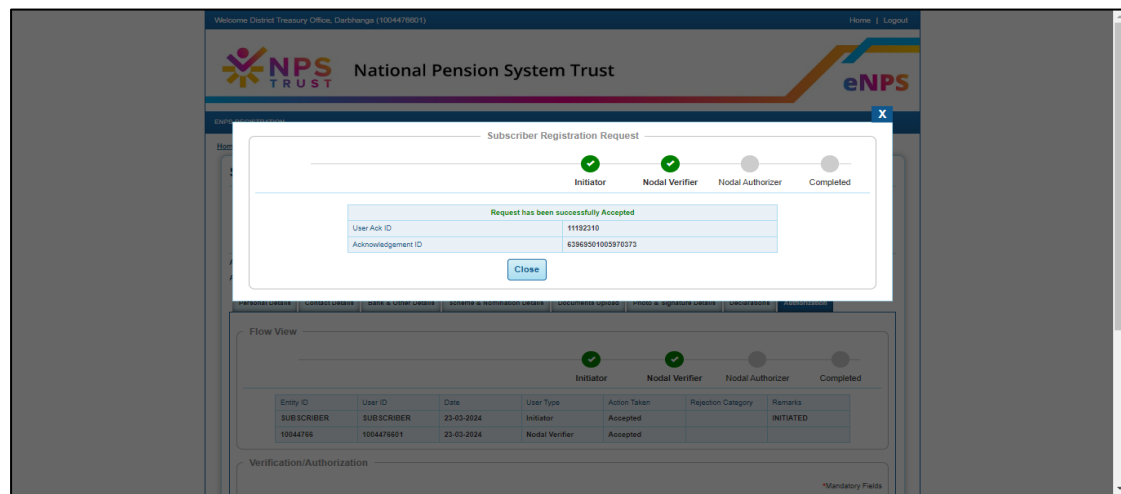 Welcome District Treasury Office, Darbhanga (1004476601) Home | Logout
NPS TRUST National Pension System Trust eNPS
X
Subscriber Registration Request
Initiator Nodal Verifier Nodal Authorizer Completed
Request has been successfully Accepted
User Ack ID 11192310
Acknowledgement ID 63969501005970373
Close
Personal Details Contact Details Bank & Other Details Scheme & Nomination Details Documents Upload Photo & Signature Details Declarations Authorization
Flow View
Initiator Nodal Verifier Nodal Authorizer Completed
Entity ID User ID Date User Type Action Taken Rejection Category Remarks
SUBSCRIBER SUBSCRIBER 23-03-2024 Initiator Accepted INITIATED
10044766 1004476601 23-03-2024 Nodal Verifier Accepted
Verification/Authorization
*Mandatory Fields